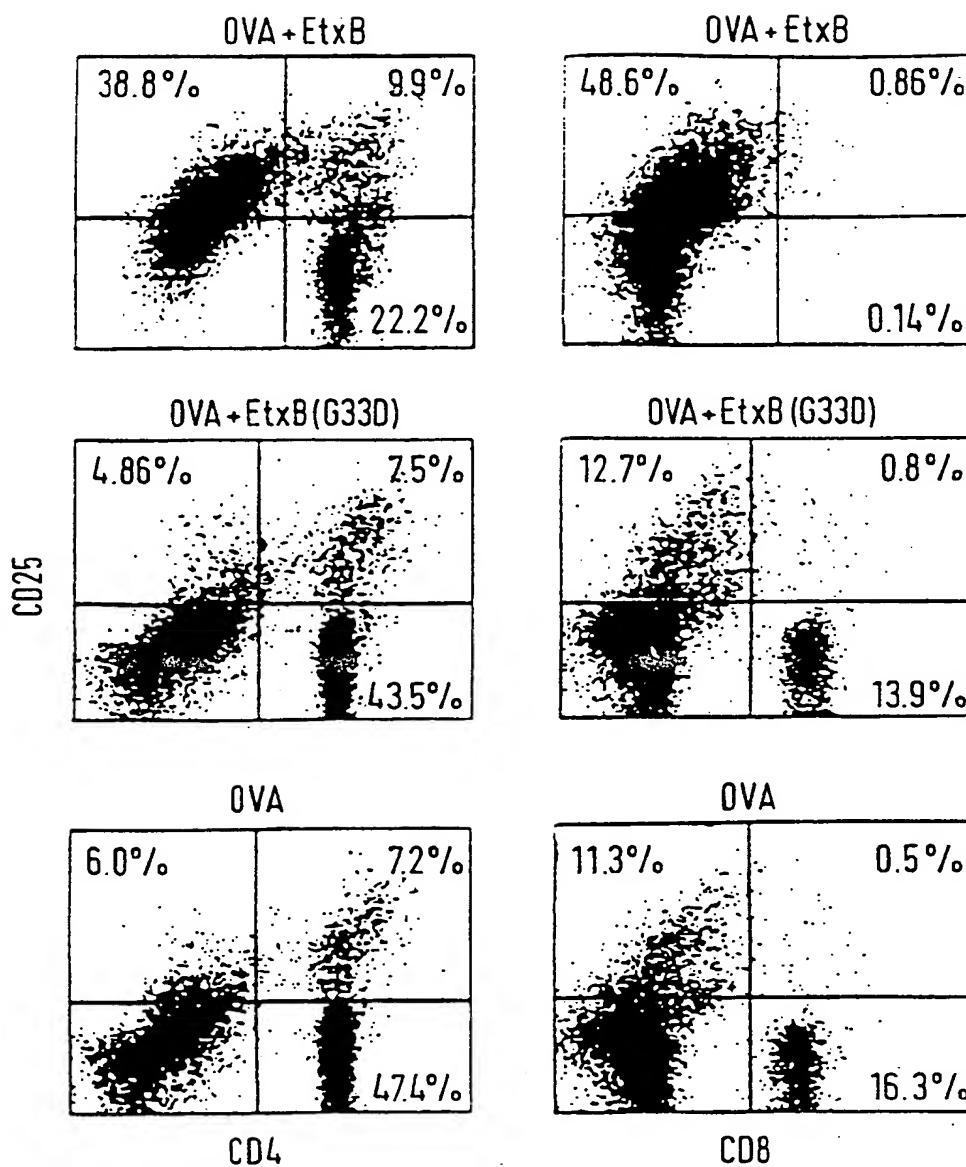 OVA+EtxB
OVA+EtxB
38.8%
9.9%
48.6%
0.86%
22.2%
0.14%
OVA+EtxB(G33D)
OVA+EtxB(G33D)
4.86%
7.5%
12.7%
0.8%
CD25
43.5%
13.9%
OVA
OVA
6.0%
7.2%
11.3%
0.5%
47.4%
16.3%
CD4
CD8